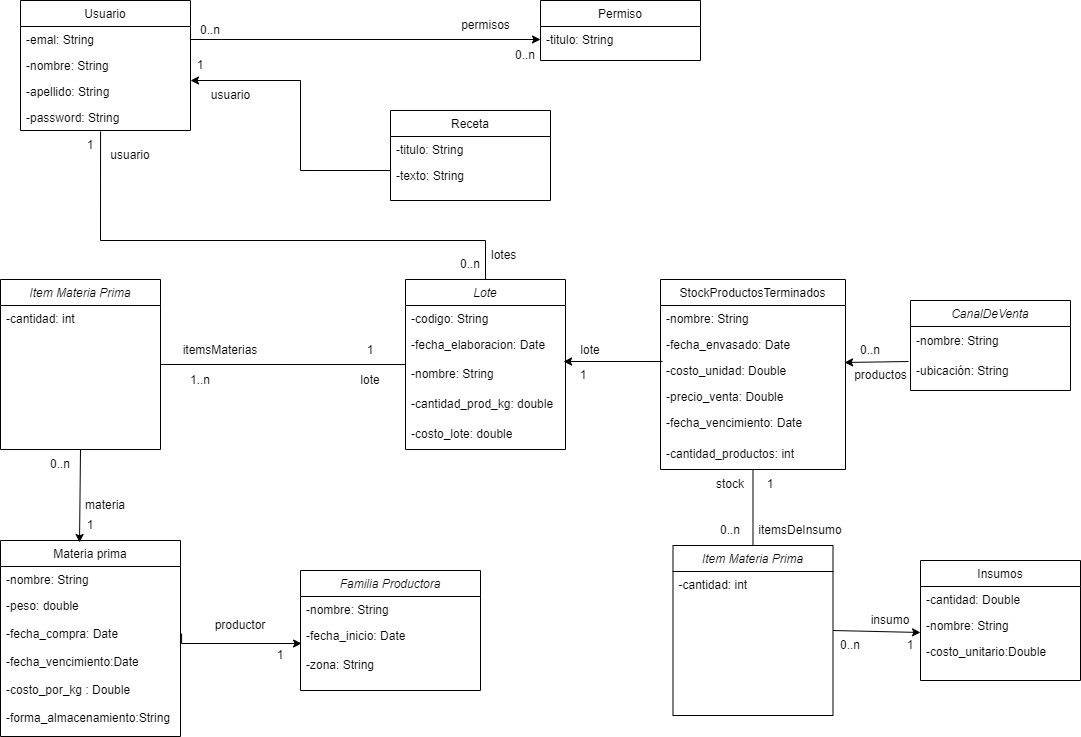 Usuario
-emal: String
-nombre: String
-apellido: String
-password: String
0..n
permisos
0..n
Permiso
-titulo: String
1
usuario
Receta
-titulo: String
-texto: String
1
usuario
lotes
0..n
Item Materia Prima
-cantidad: int
itemsMaterias
1
1..n
lote
Lote
-codigo: String
-fecha_elaboracion: Date
-nombre: String
-cantidad_prod_kg: double
-costo_lote: double
lote
1
StockProductosTerminados
-nombre: String
-fecha_envasado: Date
-costo_unidad: Double
-precio_venta: Double
-fecha_vencimiento: Date
-cantidad_productos: int
0..n
productos
CanalDeVenta
-nombre: String
-ubicación: String
0..n
materia
1
stock
1
0..n
itemsDeInsumo
Materia prima
-nombre: String
-peso: double
-fecha_compra: Date
-fecha_vencimiento:Date
-costo_por_kg : Double
-forma_almacenamiento:String
productor
1
Familia Productora
-nombre: String
-fecha_inicio: Date
-zona: String
Item Materia Prima
-cantidad: int
insumo
0..n
1
Insumos
-cantidad: Double
-nombre: String
-costo_unitario:Double